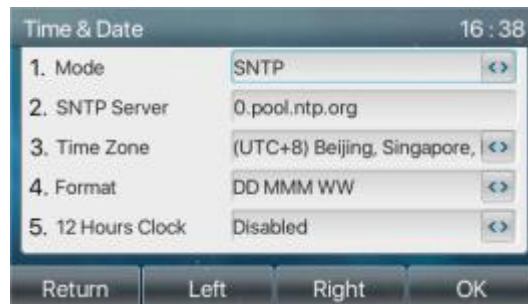 Time & Date 16 : 38
1. Mode SNTP
2. SNTP Server 0.pool.ntp.org
3. Time Zone (UTC+8) Beijing, Singapore,
4. Format DD MMM WW
5. 12 Hours Clock Disabled
Return Left Right OK